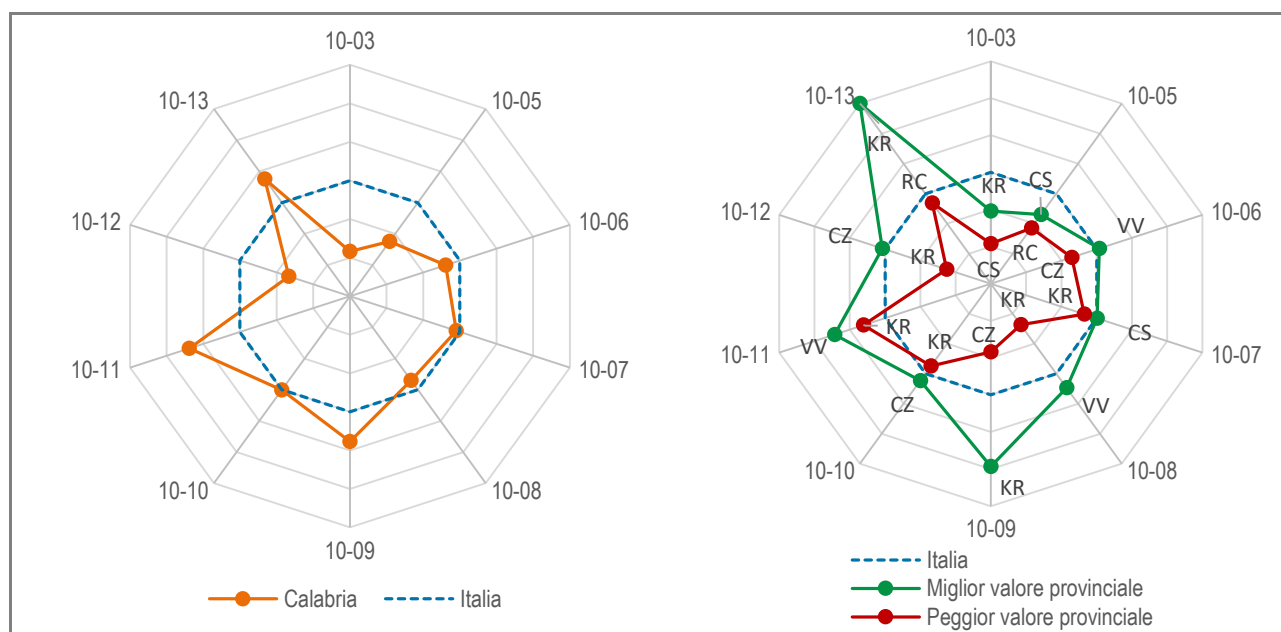 10-03
10-05
10-06
10-07
10-08
10-09
10-10
10-11
10-12
10-13
Calabria
Italia
10-03
10-05
10-06
10-07
10-08
10-09
10-10
10-11
10-12
10-13
KR
RC
KR
CS
VV
CZ
KR
CS
RC
CZ
KR
KR
CS
KR
VV
KR
CZ
CZ
VV
KR
Italia
Miglior valore provinciale
Peggior valore provinciale